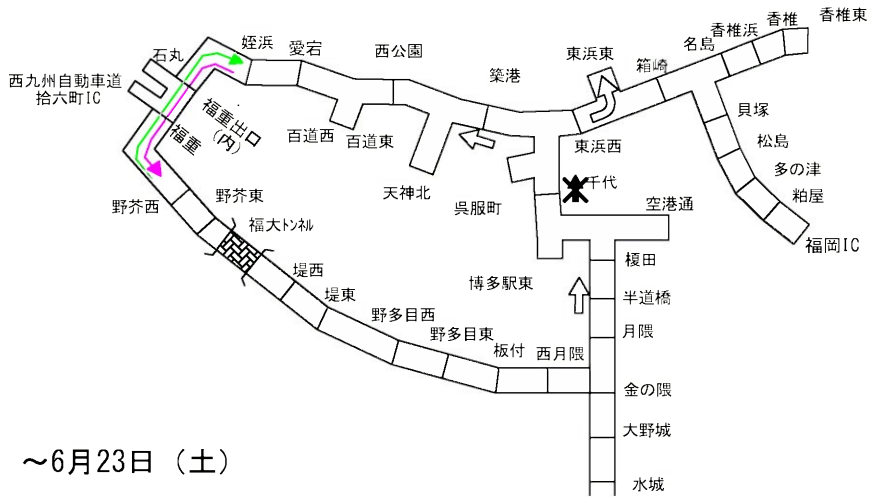 香椎東
香椎
香椎浜
名島
箱崎
東浜東
西公園
築港
姪浜
愛宕
石丸
西九州自動車道
拾六町IC
福重出口
(内)
福重
百道西
百道東
天神北
東浜西
貝塚
松島
多の津
粕屋
福岡IC
千代
呉服町
空港通
野芥西
野芥東
福大トンネル
堤西
堤東
野多目西
野多目東
板付
西月隈
博多駅東
榎田
半道橋
月隈
金の隈
大野城
水城
～6月23日（土）